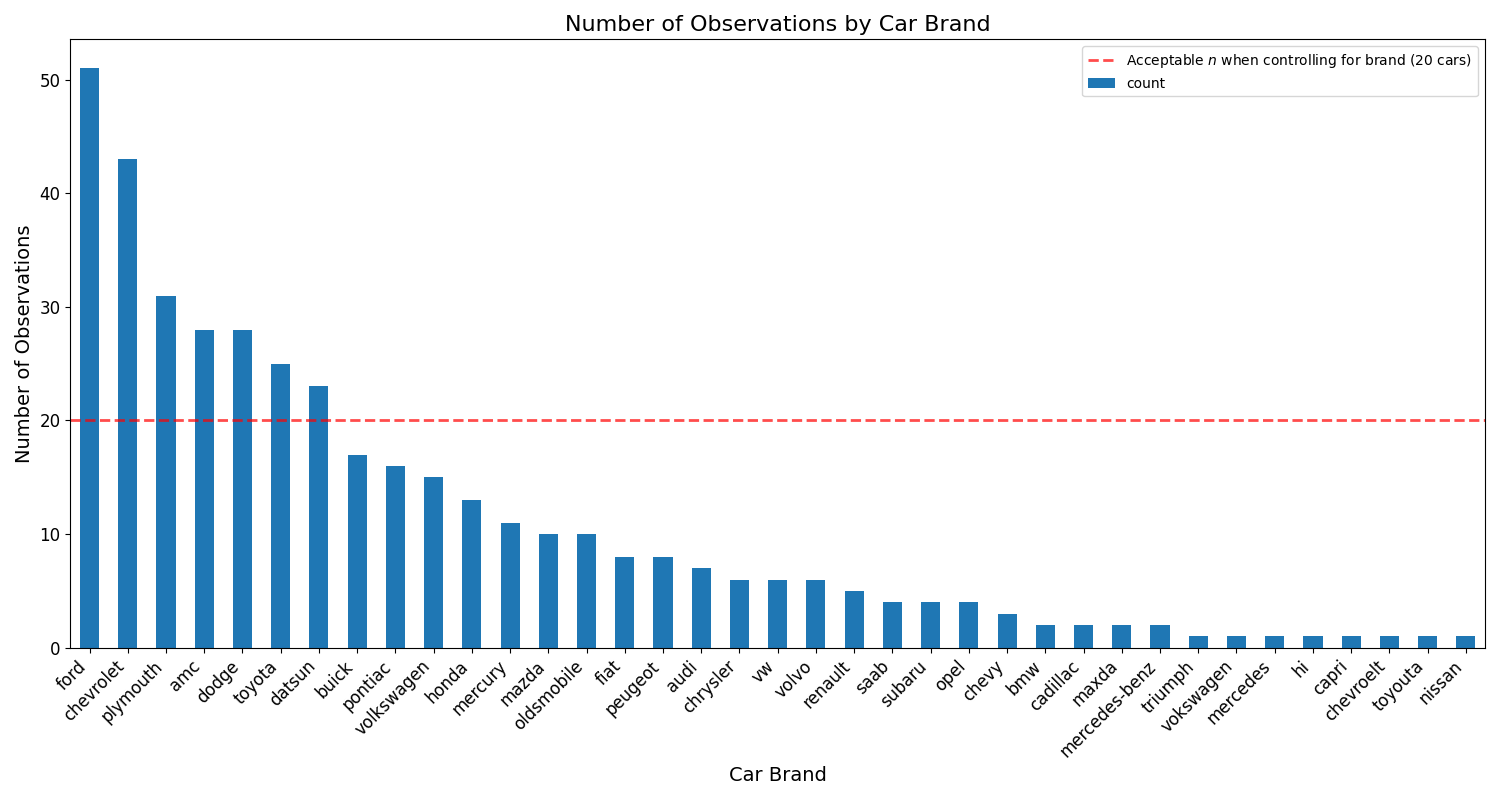 Number of Observations by Car Brand
Acceptable n when controlling for brand (20 cars)
count
Number of Observations
50
40
30
20
10
0
ford
chevrolet
plymouth
amc
dodge
toyota
datsun
buick
pontiac
volkswagen
honda
mercury
mazda
oldsmobile
fiat
peugeot
audi
chrysler
vw
volvo
renault
saab
subaru
opel
chevy
bmw
cadillac
maxda
mercedes-benz
triumph
vokswagen
mercedes
hi
capri
chevroelt
toyouta
nissan
Car Brand